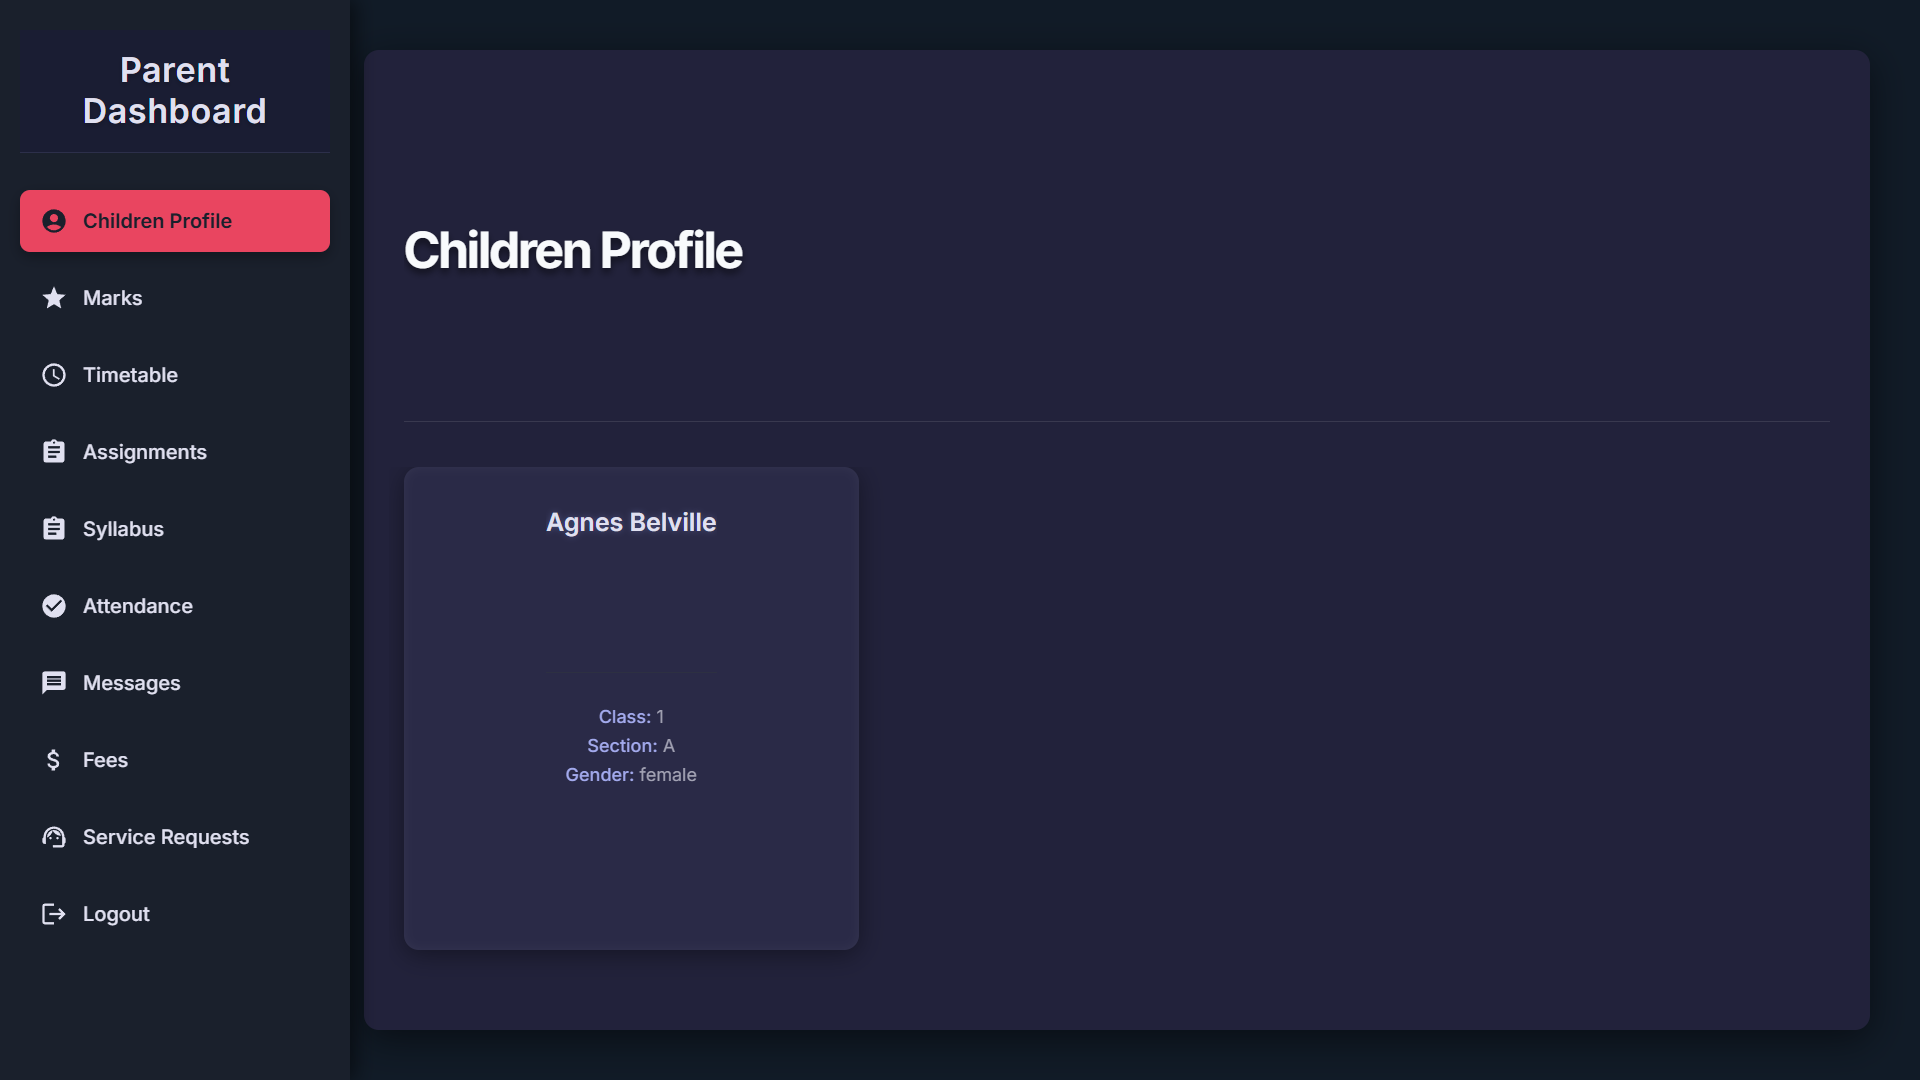 Parent
Dashboard
Children Profile
Marks
Timetable
Assignments
Syllabus
Attendance
Messages
Fees
Service Requests
Logout
Children Profile
Agnes Belville
Class: 1
Section: A
Gender: female